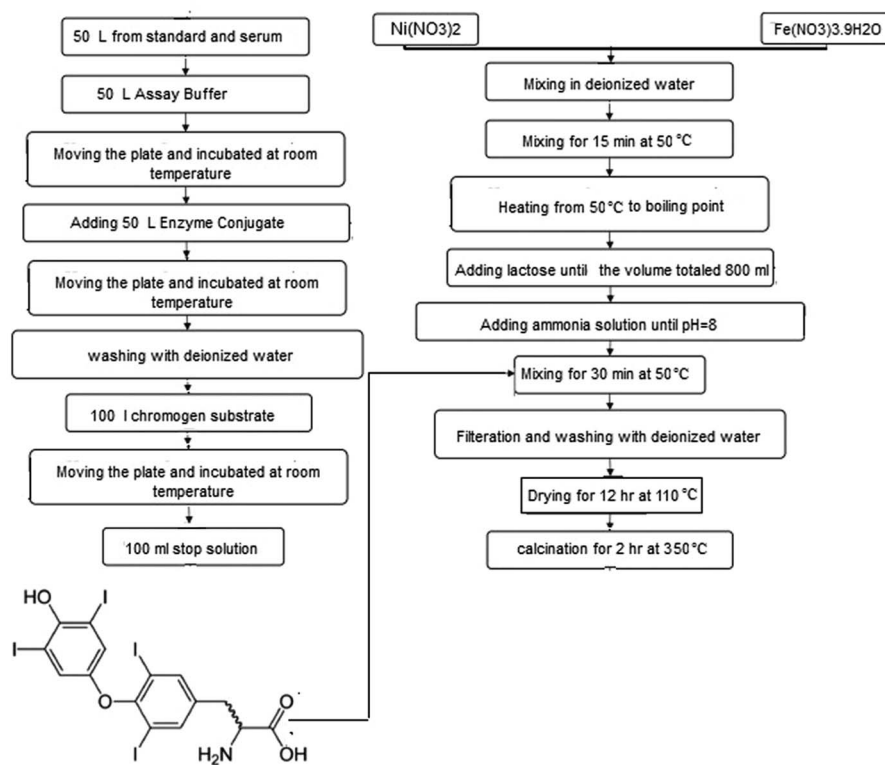 50 L from standard and serum
50 L Assay Buffer
Moving the plate and incubated at room
temperature
Adding 50 L Enzyme Conjugate
Moving the plate and incubated at room
temperature
washing with deionized water
100 l chromogen substrate
Moving the plate and incubated at room
temperature
100 ml stop solution
Ni(NO3)2
Fe(NO3)3.9H2O
Mixing in deionized water
Mixing for 15 min at 50°C
Heating from 50°C to boiling point
Adding lactose until the volume totaled 800 ml
Adding ammonia solution until pH=8
Mixing for 30 min at 50°C
Filteration and washing with deionized water
Drying for 12 hr at 110°C
calcination for 2 hr at 350°C
HO
I
I
I
O
I
O
H₂N
OH